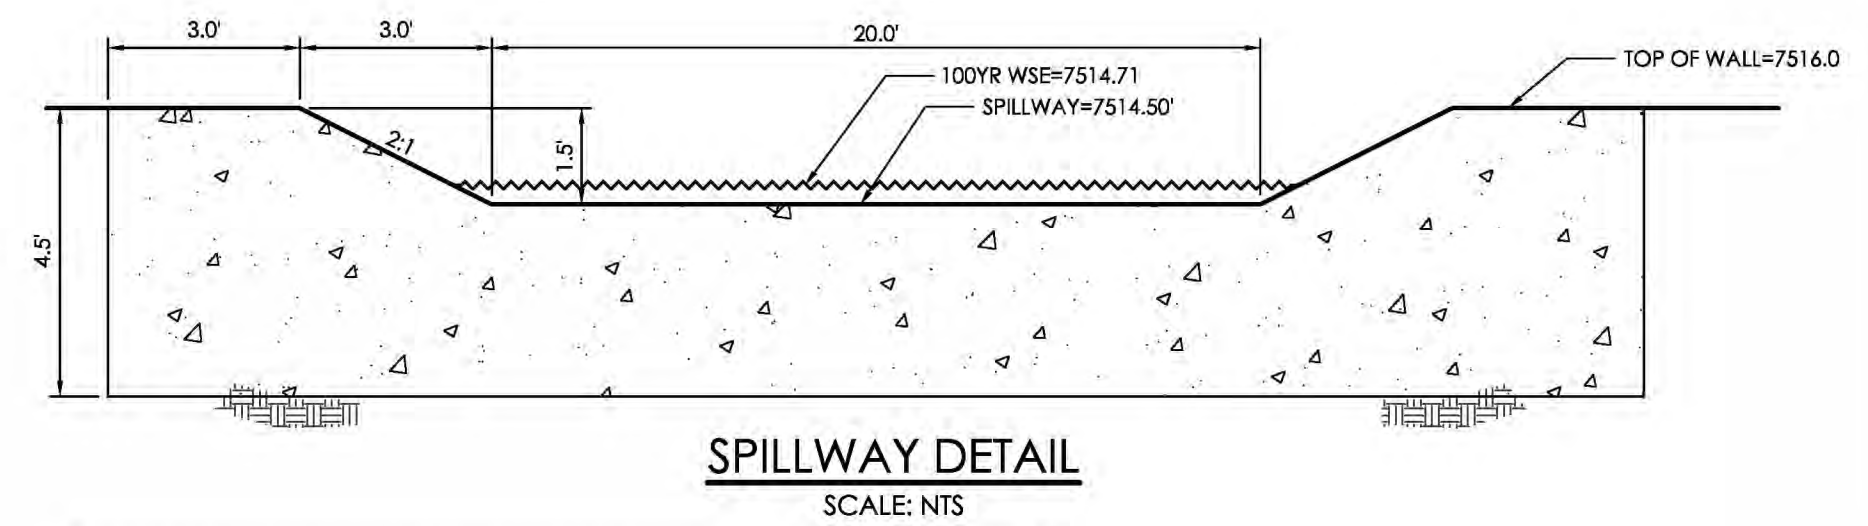 3.0'
3.0'
20.0'
100YR WSE=7514.71
SPILLWAY=7514.50'
TOP OF WALL=7516.0
2:1
1.5'
4.5'
SPILLWAY DETAIL
SCALE: NTS